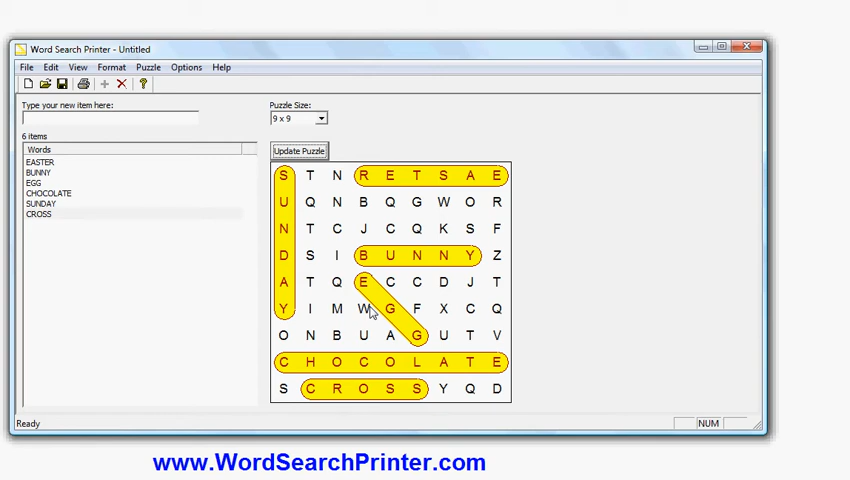 Word Search Printer - Untitled
File Edit View Format Puzzle Options Help
Type your new item here:
Puzzle Size:
9 x 9
6 items
Words
Update Puzzle
EASTER
BUNNY
EGG
CHOCOLATE
SUNDAY
CROSS
S T N R E T S A E
U Q N B Q G W O R
N T C J C Q K S F
D S I B U N N Y Z
A T Q E C C D J T
Y I M W G F X C Q
O N B U A G U T V
C H O C O L A T E
S C R O S S Y Q D
Ready
NUM
www.WordSearchPrinter.com